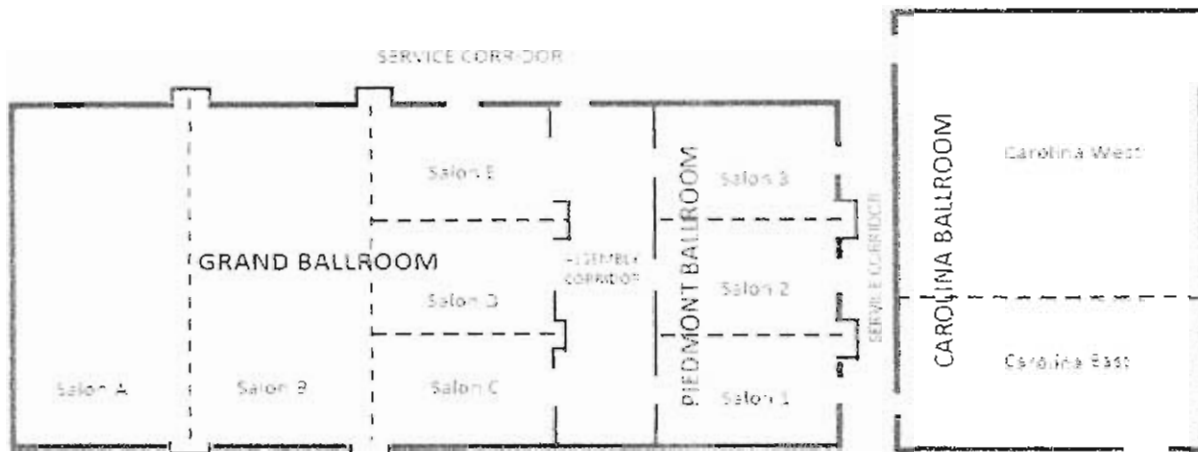 SERVICE CORRIDOR
Salon E
GRAND BALLROOM
Salon D
Salon A
Salon B
Salon C
ASSEMBLY
CORRIDOR
PIEDMONT BALLROOM
Salon 3
Salon 2
Salon 1
SERVICE CORRIDOR
CAROLINA BALLROOM
Carolina West
Carolina East